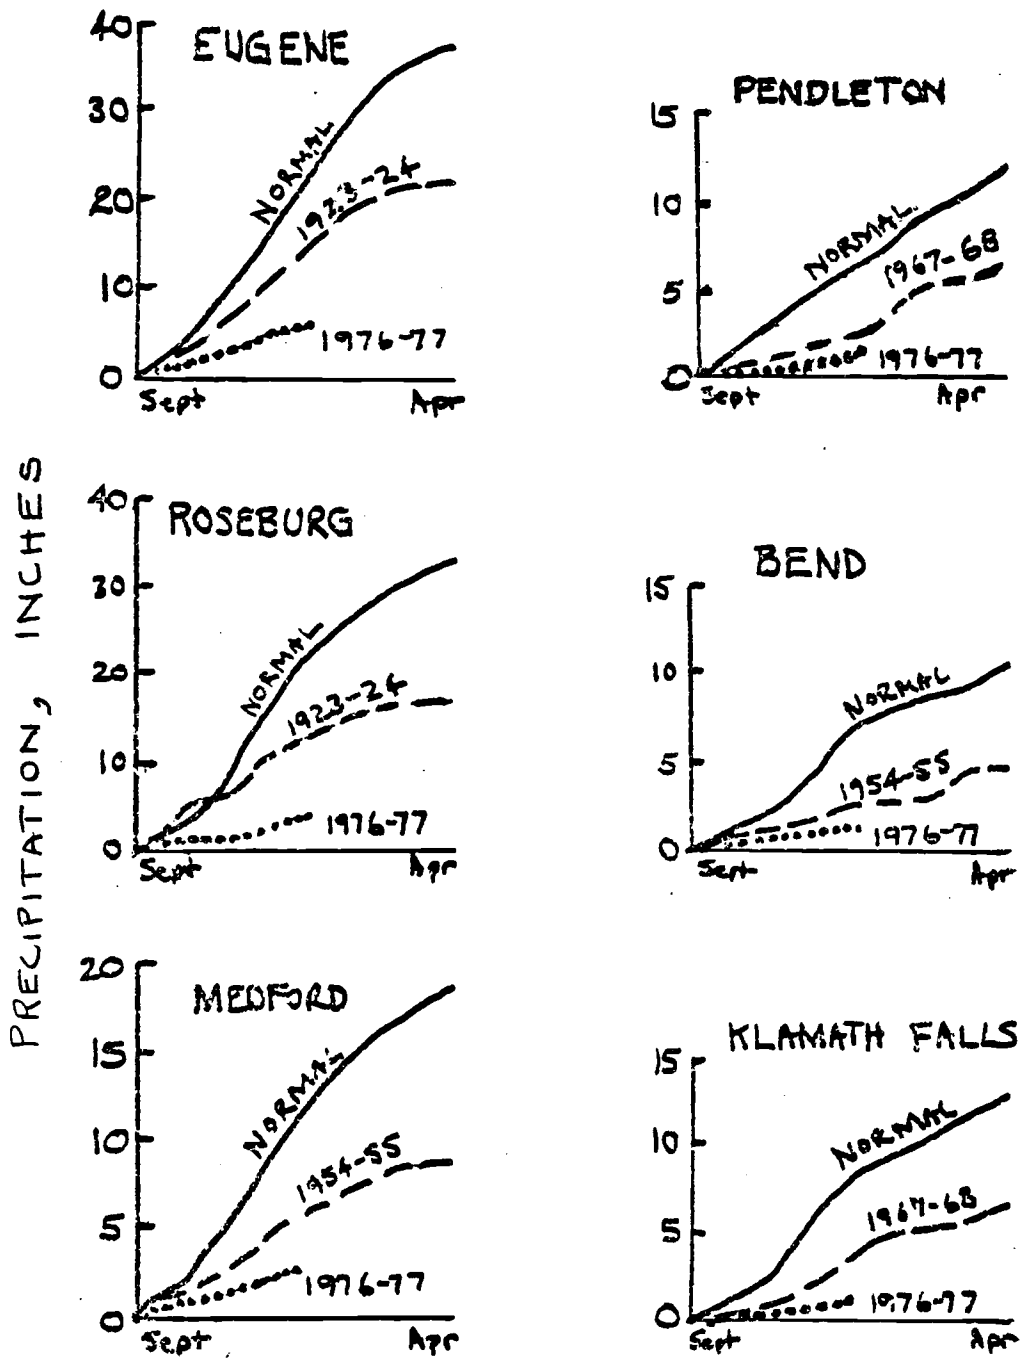 PRECIPITATION, INCHES
EUGENE
40
30
20
10
0
NORMAL
1923-24
1976-77
Sept
Apr
PENDLETON
15
10
5
0
NORMAL
1967-68
1976-77
Sept
Apr
ROSEBURG
40
30
20
10
0
NORMAL
1923-24
1976-77
Sept
Apr
BEND
15
10
5
0
NORMAL
1954-55
1976-77
Sept
Apr
MEDFORD
20
15
10
5
0
NORMAL
1954-55
1976-77
Sept
Apr
KLAMATH FALLS
15
10
5
0
NORMAL
1967-68
1976-77
Sept
Apr